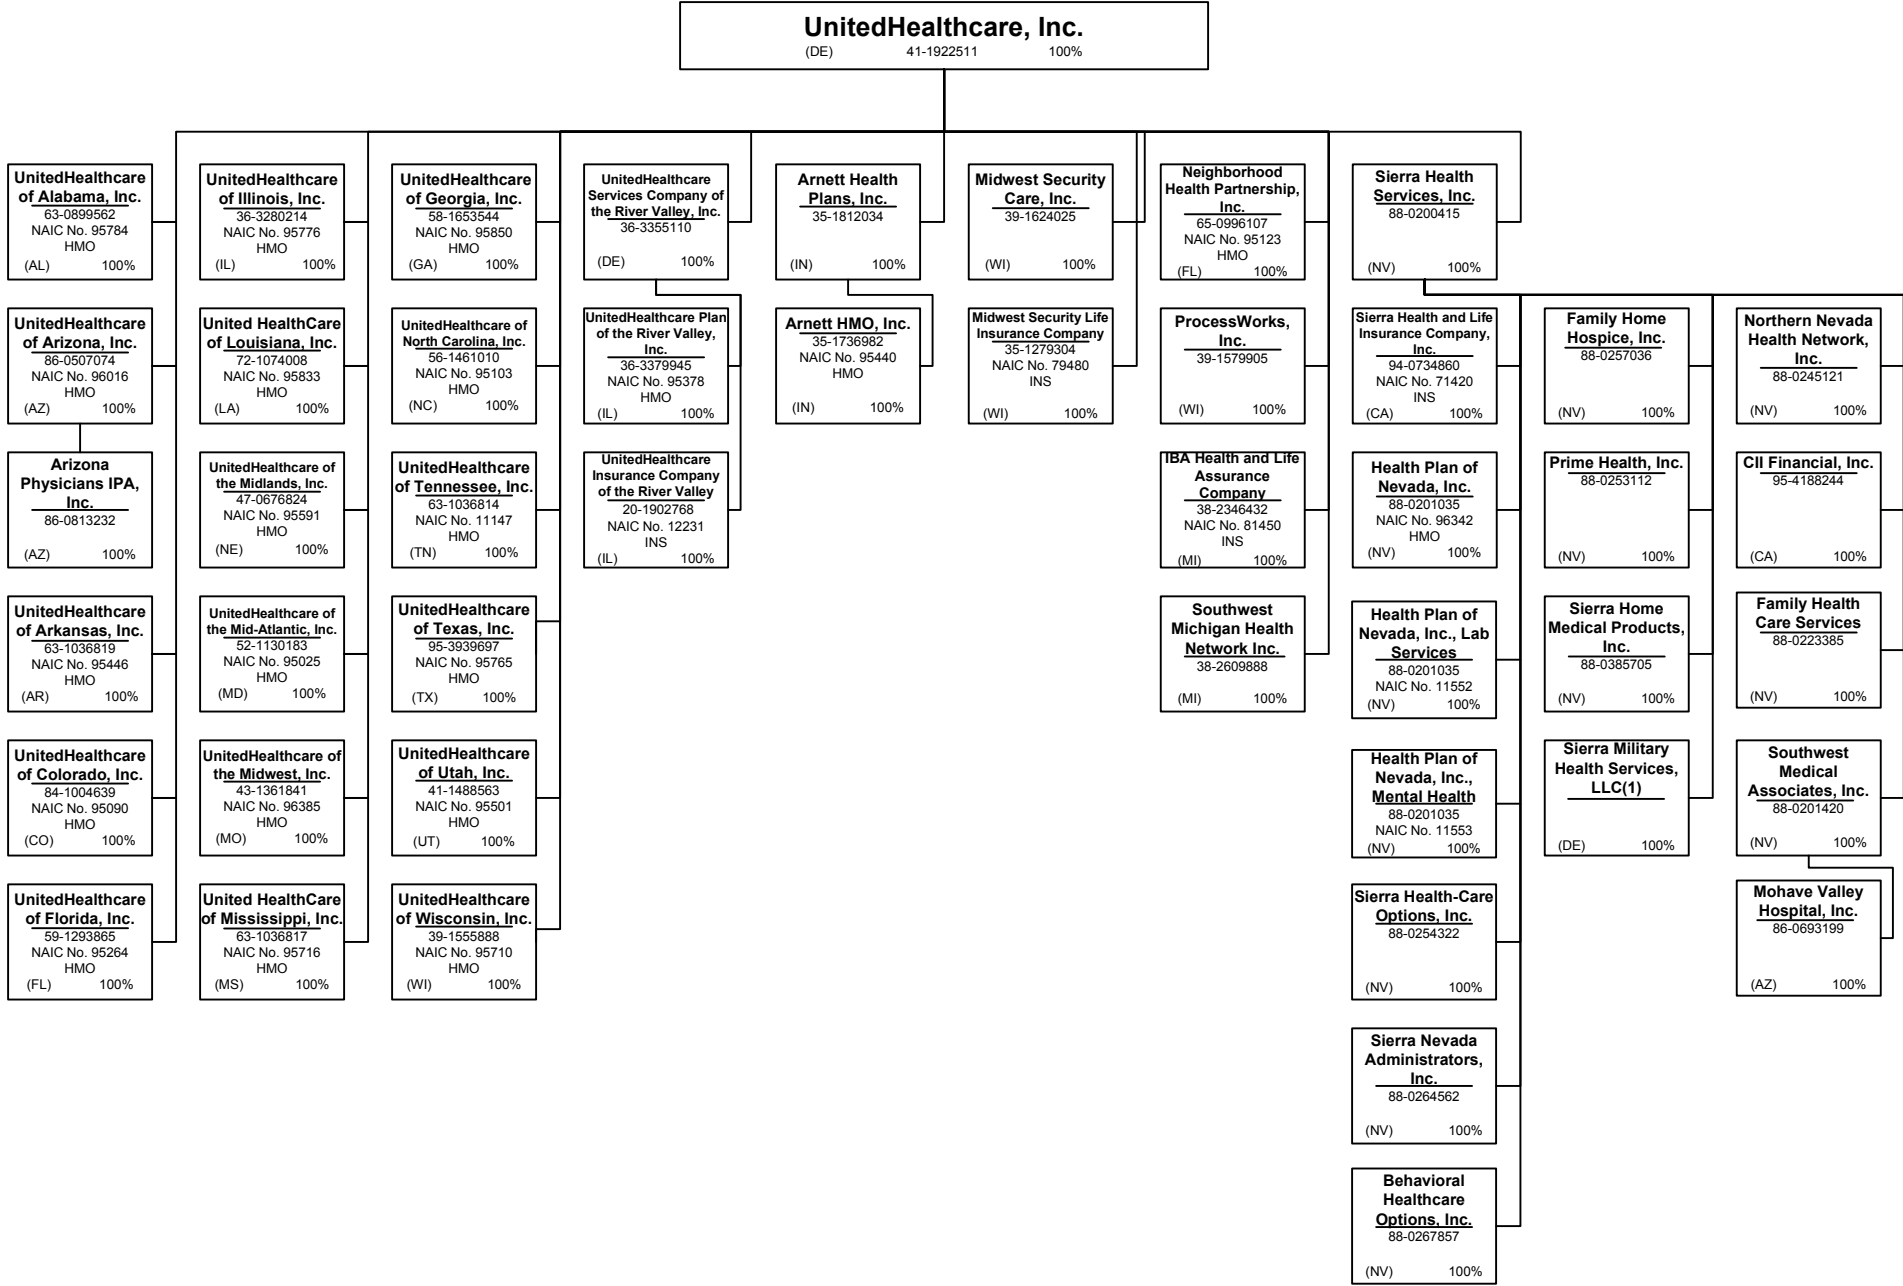 UnitedHealthcare, Inc.
(DE) 41-1922511 100%
UnitedHealthcare
of Alabama, Inc.
63-0899562
NAIC No. 95784
HMO
(AL) 100%
UnitedHealthcare
of Arizona, Inc.
86-0507074
NAIC No. 96016
HMO
(AZ) 100%
Arizona
Physicians IPA,
Inc.
86-0813232
(AZ) 100%
UnitedHealthcare
of Arkansas, Inc.
63-1036819
NAIC No. 95446
HMO
(AR) 100%
UnitedHealthcare
of Colorado, Inc.
84-1004639
NAIC No. 95090
HMO
(CO) 100%
UnitedHealthcare
of Florida, Inc.
59-1293865
NAIC No. 95264
HMO
(FL) 100%
UnitedHealthcare
of Illinois, Inc.
36-3280214
NAIC No. 95776
HMO
(IL) 100%
United HealthCare
of Louisiana, Inc.
72-1074008
NAIC No. 95833
HMO
(LA) 100%
UnitedHealthcare of
the Midlands, Inc.
47-0676824
NAIC No. 95591
HMO
(NE) 100%
UnitedHealthcare of
the Mid-Atlantic, Inc.
52-1130183
NAIC No. 95025
HMO
(MD) 100%
UnitedHealthcare of
the Midwest, Inc.
43-1361841
NAIC No. 96385
HMO
(MO) 100%
United HealthCare
of Mississippi, Inc.
63-1036817
NAIC No. 95716
HMO
(MS) 100%
UnitedHealthcare
of Georgia, Inc.
58-1653544
NAIC No. 95850
HMO
(GA) 100%
UnitedHealthcare of
North Carolina, Inc.
56-1461010
NAIC No. 95103
HMO
(NC) 100%
UnitedHealthcare
of Tennessee, Inc.
63-1036814
NAIC No. 11147
HMO
(TN) 100%
UnitedHealthcare
of Texas, Inc.
95-3939697
NAIC No. 95765
HMO
(TX) 100%
UnitedHealthcare
of Utah, Inc.
41-1488563
NAIC No. 95501
HMO
(UT) 100%
UnitedHealthcare
of Wisconsin, Inc.
39-1555888
NAIC No. 95710
HMO
(WI) 100%
UnitedHealthcare
Services Company of
the River Valley, Inc.
36-3355110
(DE) 100%
UnitedHealthcare Plan
of the River Valley,
Inc.
36-3379945
NAIC No. 95378
HMO
(IL) 100%
UnitedHealthcare
Insurance Company
of the River Valley
20-1902768
NAIC No. 12231
INS
(IL) 100%
Arnett Health
Plans, Inc.
35-1812034
(IN) 100%
Arnett HMO, Inc.
35-1736982
NAIC No. 95440
HMO
(IN) 100%
Midwest Security
Care, Inc.
39-1624025
(WI) 100%
Midwest Security Life
Insurance Company
35-1279304
NAIC No. 79480
INS
(WI) 100%
Neighborhood
Health Partnership,
Inc.
65-0996107
NAIC No. 95123
HMO
(FL) 100%
ProcessWorks,
Inc.
39-1579905
(WI) 100%
IBA Health and Life
Assurance
Company
38-2346432
NAIC No. 81450
INS
(MI) 100%
Southwest
Michigan Health
Network Inc.
38-2609888
(MI) 100%
Sierra Health
Services, Inc.
88-0200415
(NV) 100%
Sierra Health and Life
Insurance Company,
Inc.
94-0734860
NAIC No. 71420
INS
(CA) 100%
Health Plan of
Nevada, Inc.
88-0201035
NAIC No. 96342
HMO
(NV) 100%
Health Plan of
Nevada, Inc., Lab
Services
88-0201035
NAIC No. 11552
(NV) 100%
Health Plan of
Nevada, Inc.,
Mental Health
88-0201035
NAIC No. 11553
(NV) 100%
Sierra Health-Care
Options, Inc.
88-0254322
(NV) 100%
Sierra Nevada
Administrators,
Inc.
88-0264562
(NV) 100%
Behavioral
Healthcare
Options, Inc.
88-0267857
(NV) 100%
Family Home
Hospice, Inc.
88-0257036
(NV) 100%
Prime Health, Inc.
88-0253112
(NV) 100%
Sierra Home
Medical Products,
Inc.
88-0385705
(NV) 100%
Sierra Military
Health Services,
LLC(1)
(DE) 100%
Northern Nevada
Health Network,
Inc.
88-0245121
(NV) 100%
CII Financial, Inc.
95-4188244
(CA) 100%
Family Health
Care Services
88-0223385
(NV) 100%
Southwest
Medical
Associates, Inc.
88-0201420
(NV) 100%
Mohave Valley
Hospital, Inc.
86-0693199
(AZ) 100%